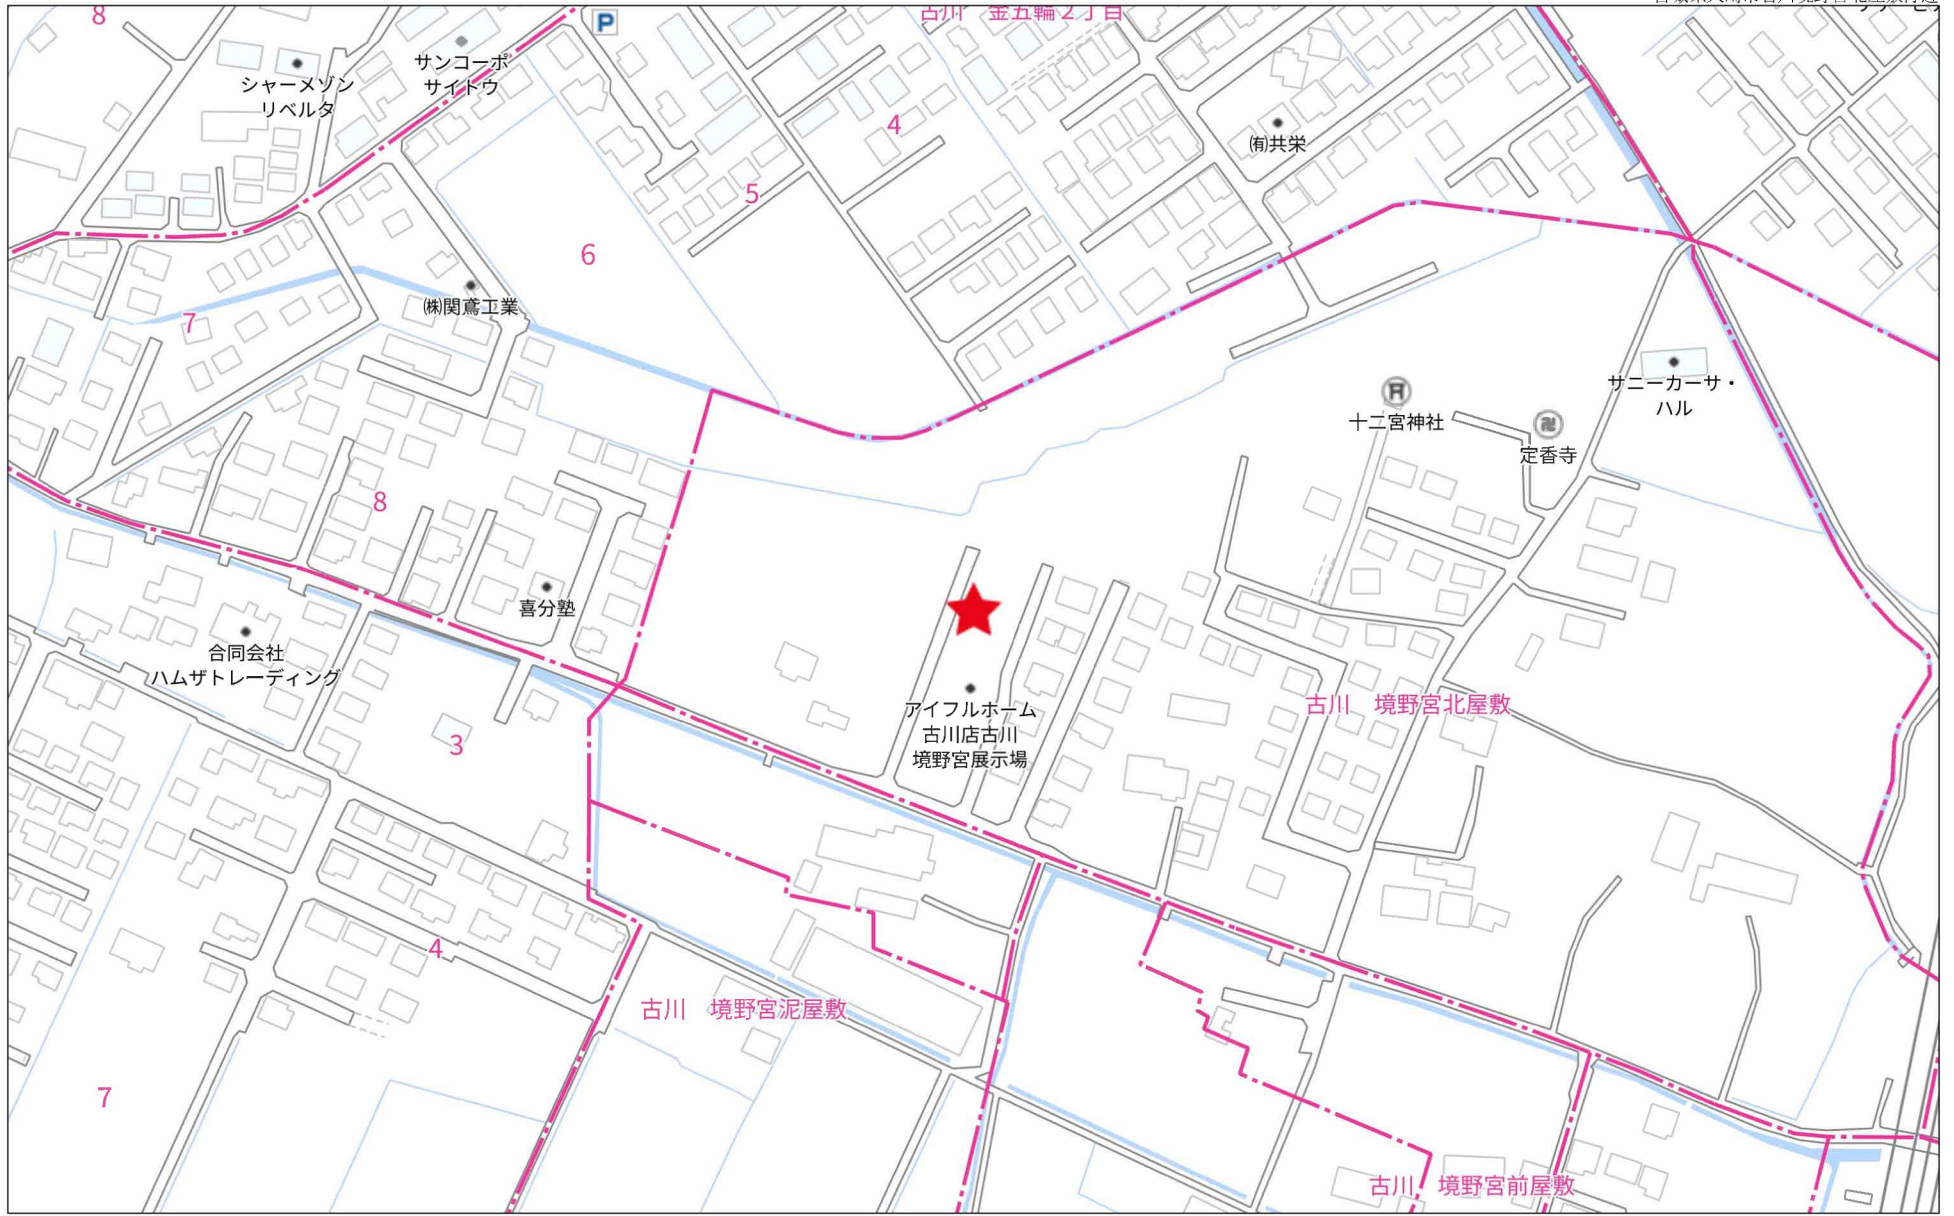 8
P
古川　金五輪2丁目
シャーメゾン
リベルタ
サンコーポ
サイトウ
4
㈲共栄
5
6
㈱関鳶工業
7
サニーカーサ・
ハル
十二宮神社
定香寺
8
喜分塾
合同会社
ハムザトレーディング
アイフルホーム
古川店古川
境野宮展示場
古川　境野宮北屋敷
3
4
古川　境野宮泥屋敷
7
古川　境野宮前屋敷